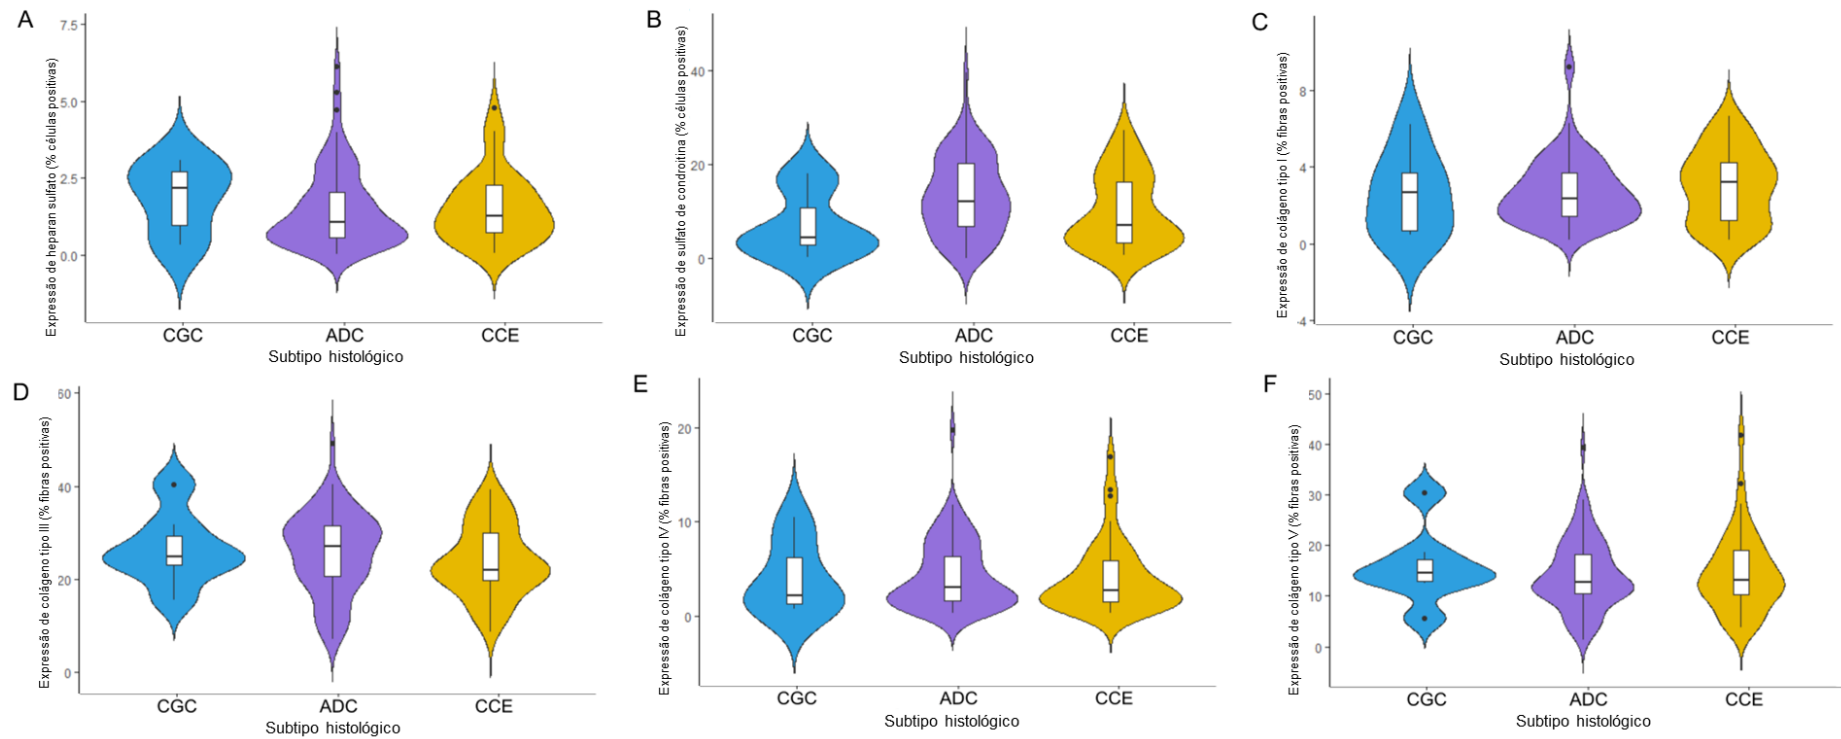 A
Expressão de heparan sulfato (% células positivas)
7.5
5.0
2.5
0.0
CGC ADC CCE
Subtipo histológico
B
Expressão de sulfato de condroitina (% células positivas)
40
20
0
CGC ADC CCE
Subtipo histológico
C
Expressão de colágeno tipo I (% fibras positivas)
8
4
0
-4
CGC ADC CCE
Subtipo histológico
D
Expressão de colágeno tipo III (% fibras positivas)
60
40
20
0
CGC ADC CCE
Subtipo histológico
E
Expressão de colágeno tipo IV (% fibras positivas)
20
10
0
CGC ADC CCE
Subtipo histológico
F
Expressão de colágeno tipo V (% fibras positivas)
50
40
30
20
10
0
CGC ADC CCE
Subtipo histológico